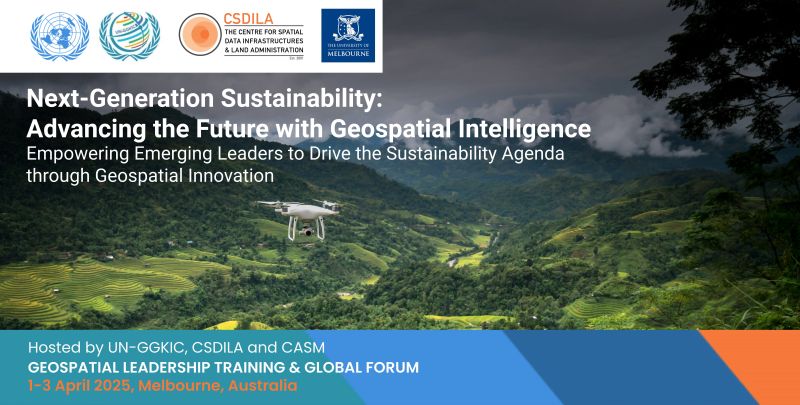 CSDILA
THE CENTRE FOR SPATIAL
DATA INFRASTRUCTURES
& LAND ADMINISTRATION
Est. 2001
THE UNIVERSITY OF
MELBOURNE
Next-Generation Sustainability:
Advancing the Future with Geospatial Intelligence
Empowering Emerging Leaders to Drive the Sustainability Agenda
through Geospatial Innovation
Hosted by UN-GGKIC, CSDILA and CASM
GEOSPATIAL LEADERSHIP TRAINING & GLOBAL FORUM
1-3 April 2025, Melbourne, Australia